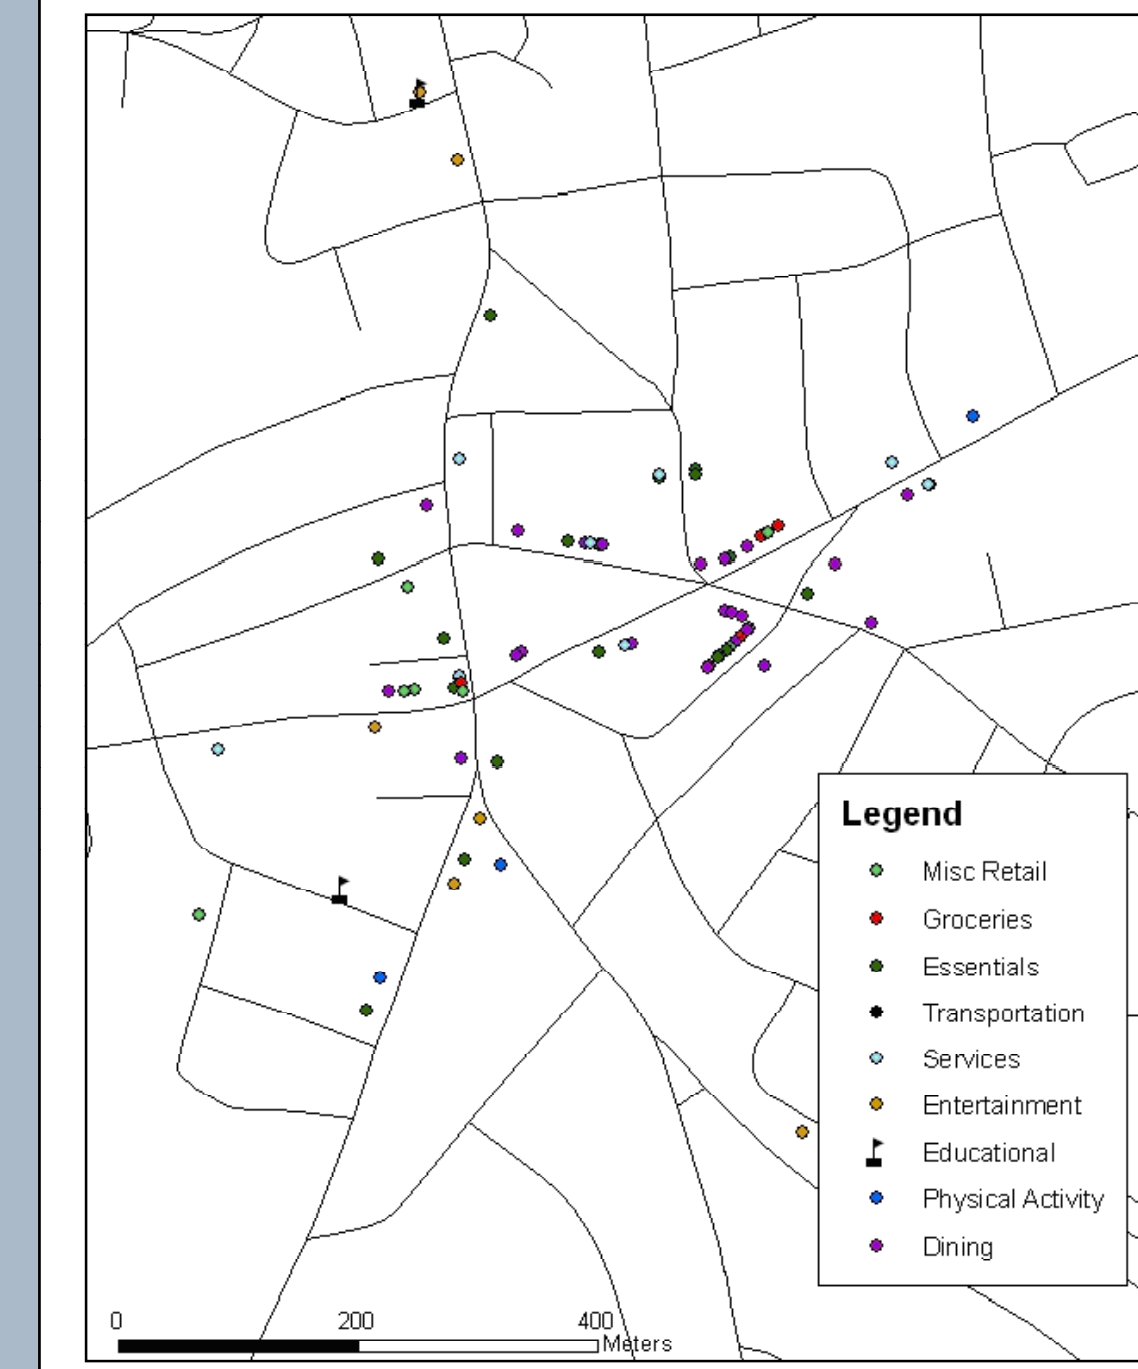 Legend
Misc Retail
Groceries
Essentials
Transportation
Services
Entertainment
Educational
Physical Activity
Dining
0 200 400
Meters